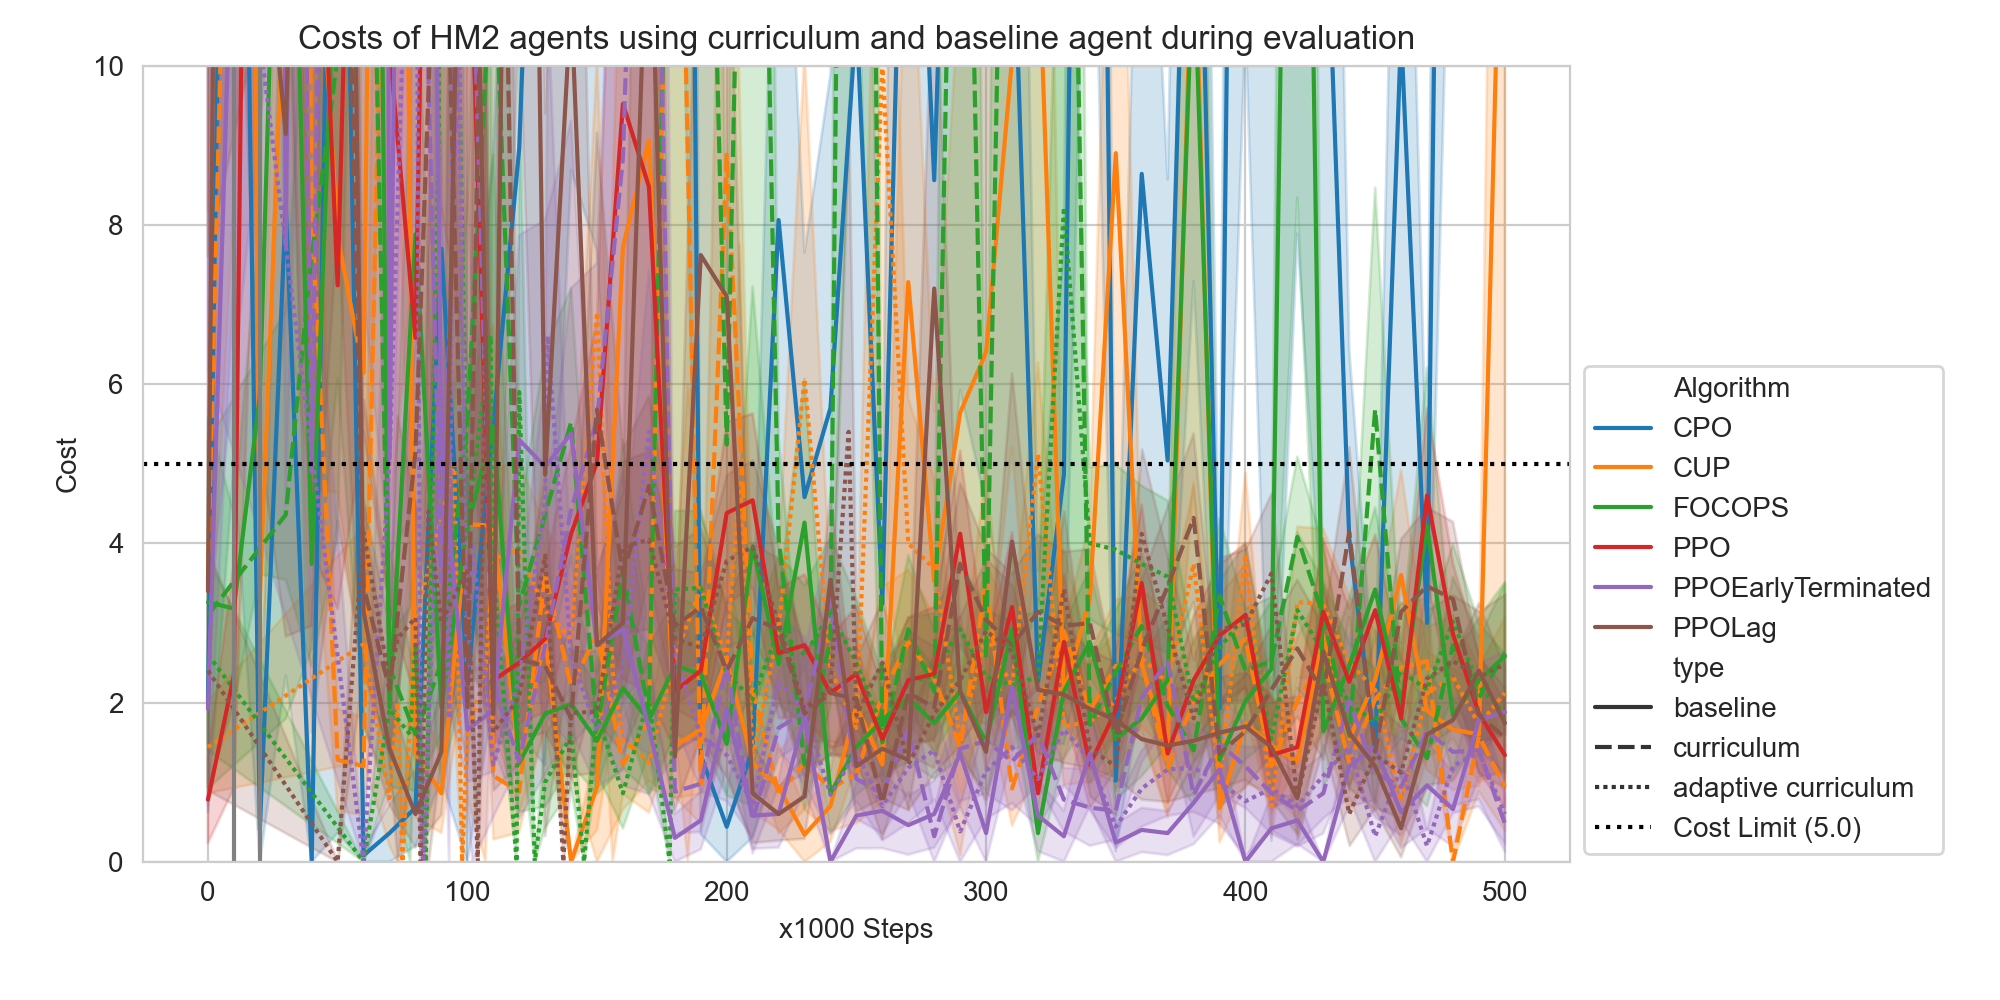 Costs of HM2 agents using curriculum and baseline agent during evaluation
10
8
6
4
2
0
Cost
0 100 200 300 400 500
x1000 Steps
Algorithm
CPO
CUP
FOCOPS
PPO
PPOEarlyTerminated
PPOLag
type
baseline
curriculum
adaptive curriculum
Cost Limit (5.0)